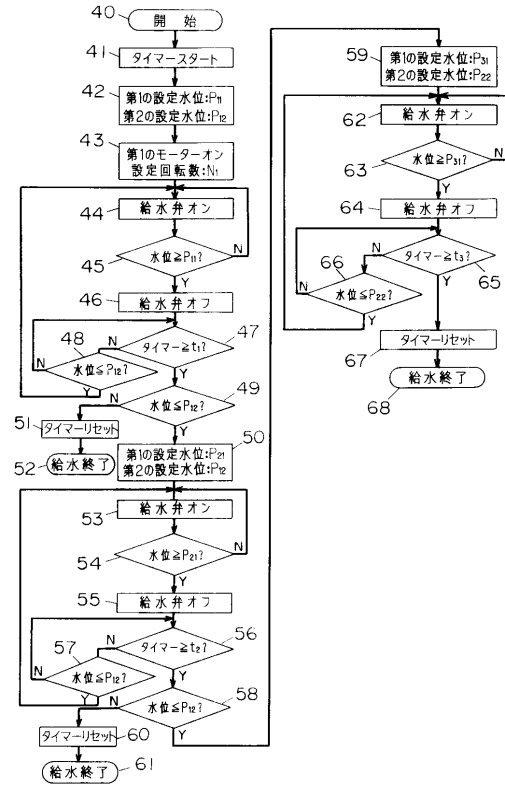 40
開始
41
タイマースタート
42
第1の設定水位:P11
第2の設定水位:P12
43
第1のモーターオン
設定回転数:N1
44
給水弁オン
45
水位≧P11?
N
Y
46
給水弁オフ
47
タイマー≧t1?
N
Y
48
水位≦P12?
N
Y
49
水位≦P12?
N
Y
51
タイマーリセット
52
給水終了
50
第1の設定水位:P21
第2の設定水位:P12
53
給水弁オン
54
水位≧P21?
N
Y
55
給水弁オフ
56
タイマー≧t2?
N
Y
57
水位≦P12?
N
Y
58
水位≦P12?
N
Y
タイマーリセット
60
給水終了
61
59
第1の設定水位:P31
第2の設定水位:P22
62
給水弁オン
63
水位≧P31?
N
Y
64
給水弁オフ
タイマー≧t3?
65
N
Y
66
水位≦P22?
N
Y
67
タイマーリセット
給水終了
68